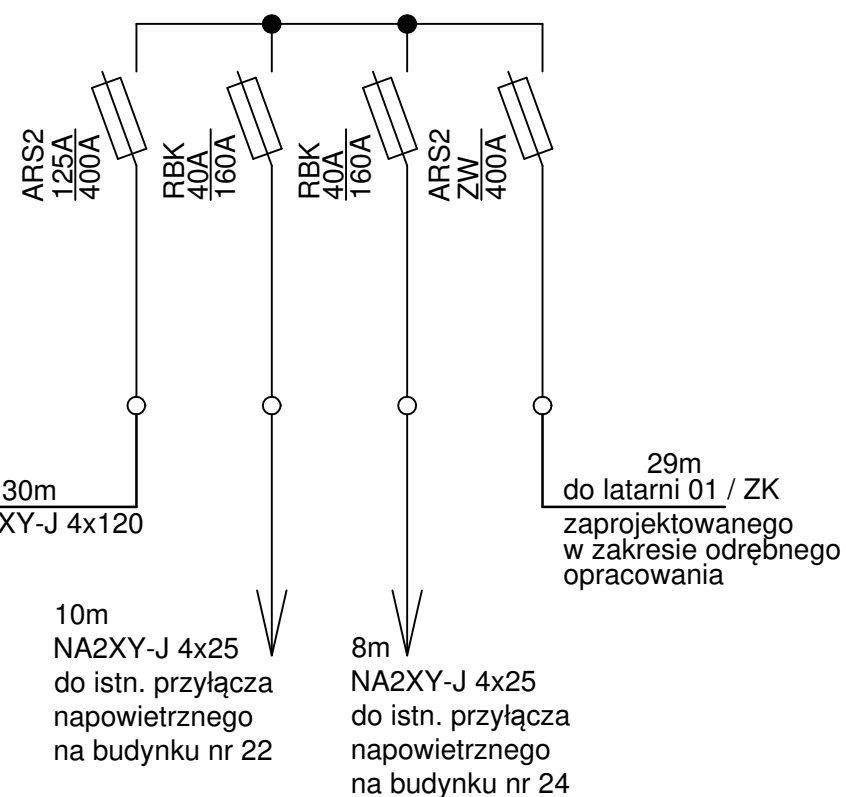 ARS2
125A
400A
RBK
40A
160A
RBK
40A
160A
ARS2
ZW
400A
30m
XY-J 4x120
29m
do latarni 01 / ZK
zaprojektowanego
w zakresie odrębnego
opracowania
10m
NA2XY-J 4x25
do istn. przyłącza
napowietrznego
na budynku nr 22
8m
NA2XY-J 4x25
do istn. przyłącza
napowietrznego
na budynku nr 24